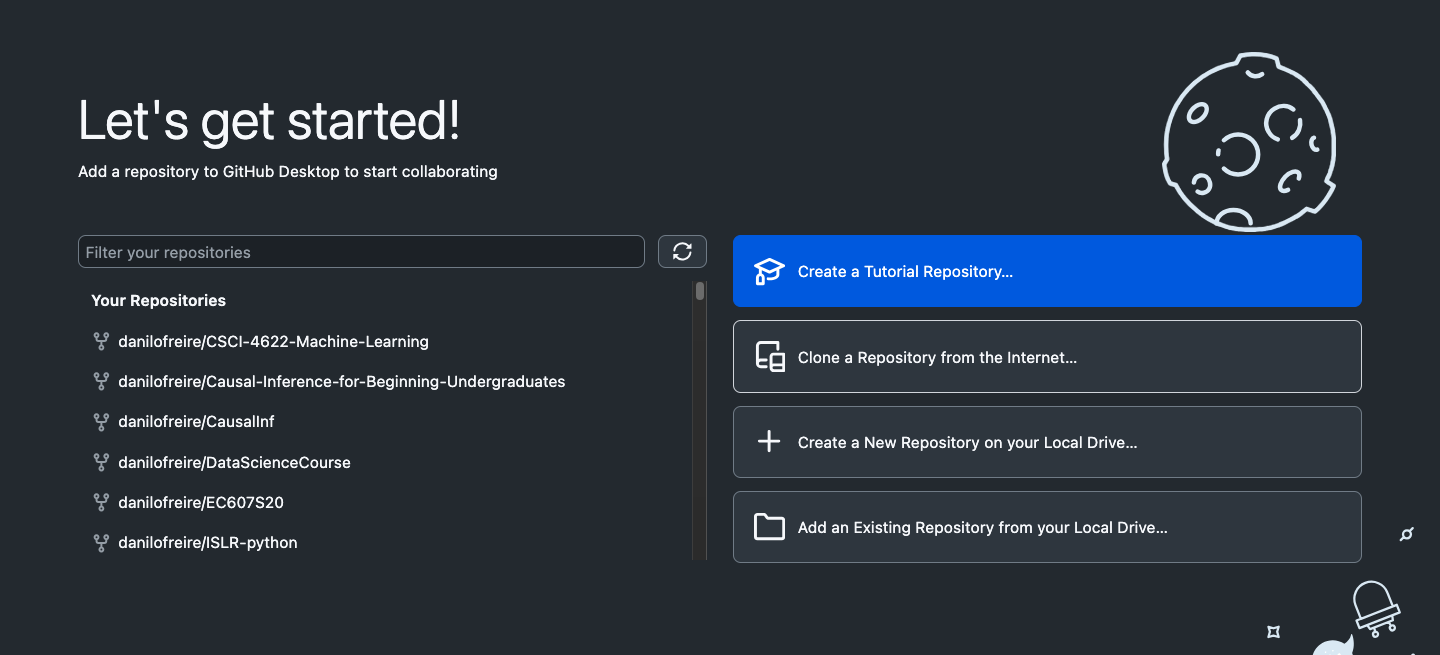 Let's get started!
Add a repository to GitHub Desktop to start collaborating
Filter your repositories
Your Repositories
danilofreire/CSCI-4622-Machine-Learning
danilofreire/Causal-Inference-for-Beginning-Undergraduates
danilofreire/CausalInf
danilofreire/DataScienceCourse
danilofreire/EC607S20
danilofreire/ISLR-python
Create a Tutorial Repository...
Clone a Repository from the Internet...
Create a New Repository on your Local Drive...
Add an Existing Repository from your Local Drive...